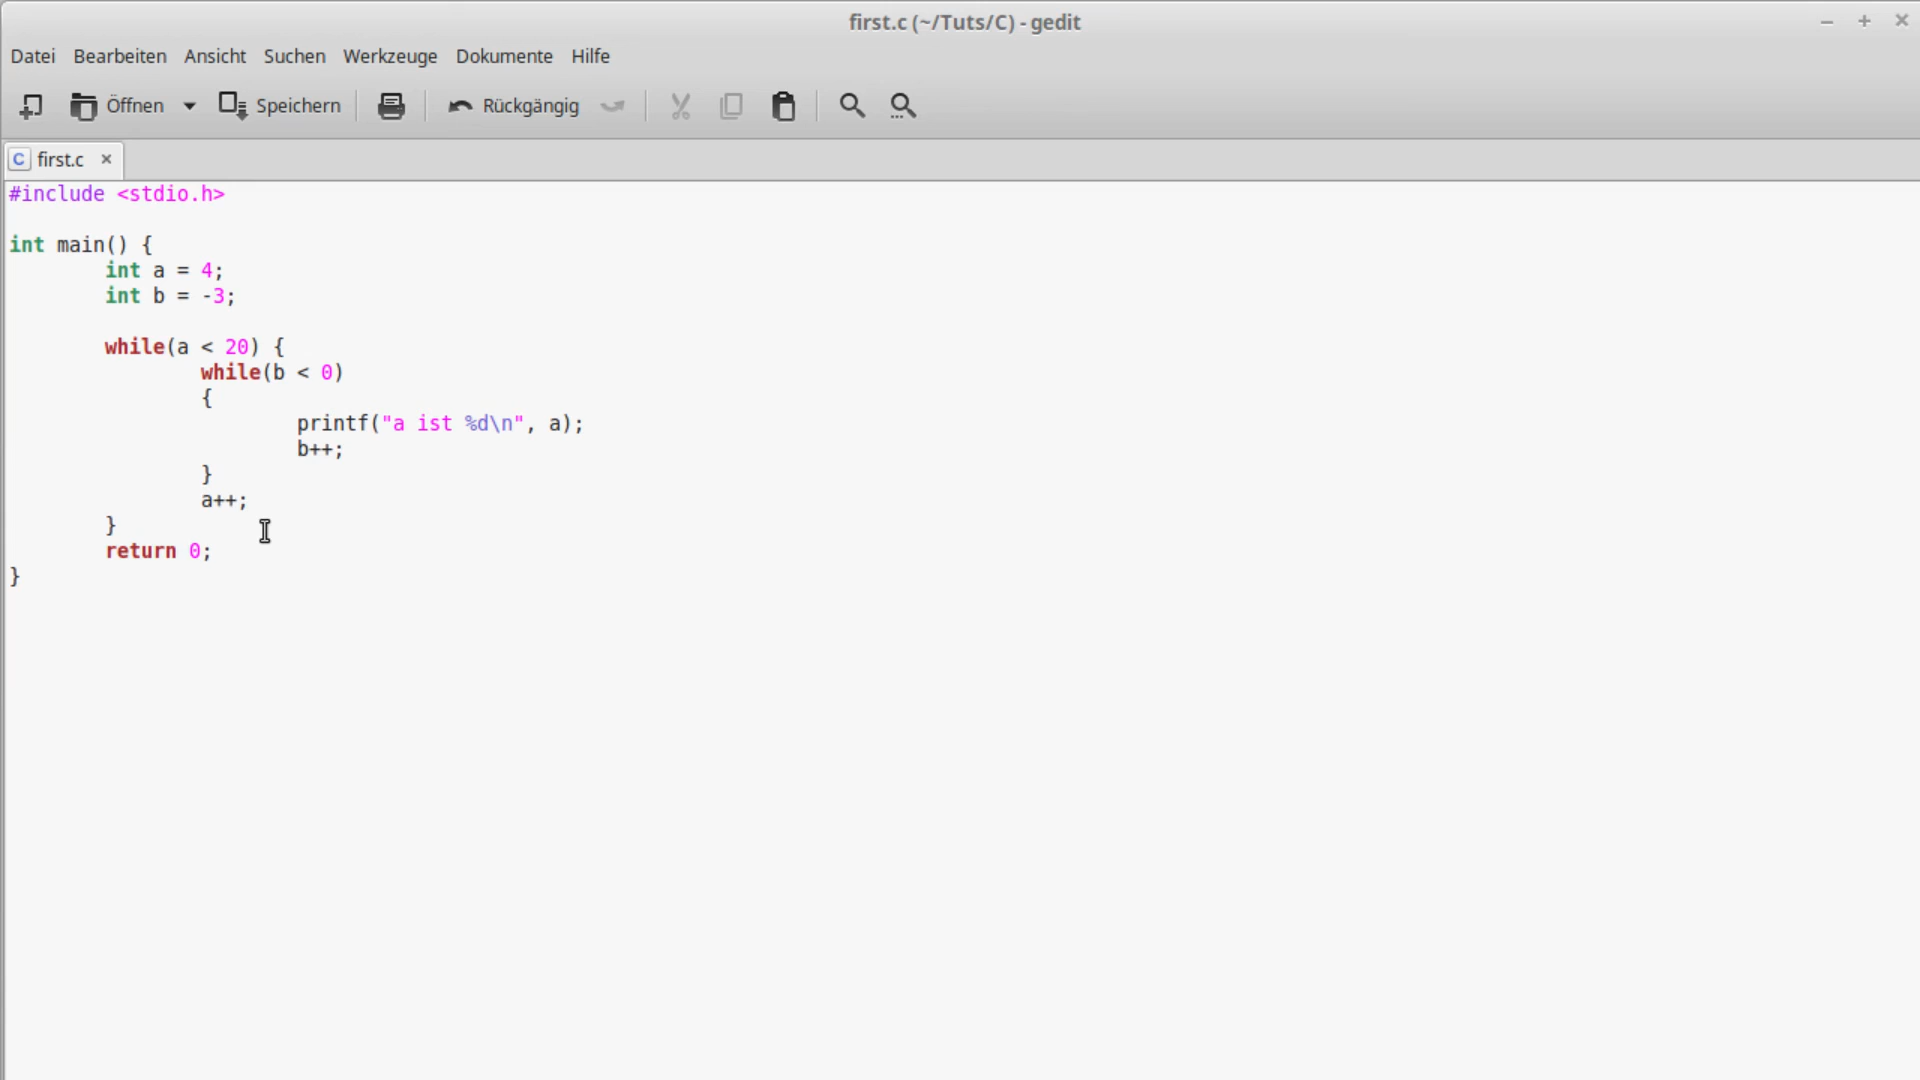 first.c (~/Tuts/C) - gedit
Datei Bearbeiten Ansicht Suchen Werkzeuge Dokumente Hilfe
Öffnen Speichern Rückgängig
C first.c
#include <stdio.h>
int main() {
int a = 4;
int b = -3;
while(a < 20) {
while(b < 0)
{
printf("a ist %d\n", a);
b++;
}
a++;
}
return 0;
}